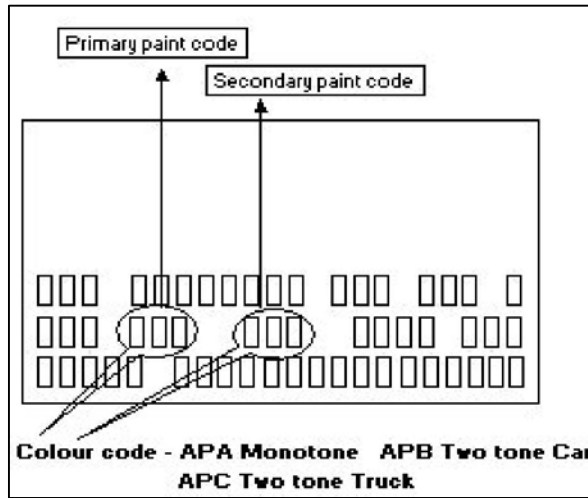 Primary paint code
Secondary paint code
Colour code - APA Monotone APB Two tone Car
APC Two tone Truck